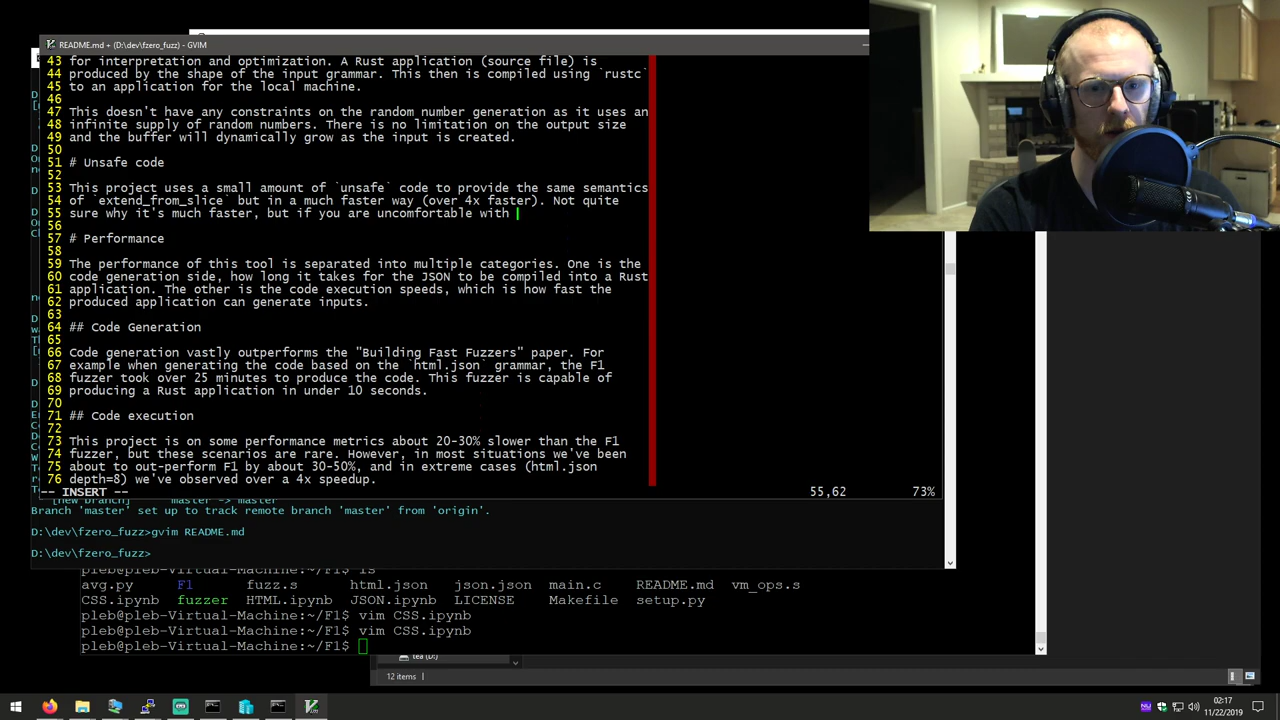 README.md + (D:\dev\fzero_fuzz) - GVIM
43 for interpretation and optimization. A Rust application (source file) is
44 produced by the shape of the input grammar. This then is compiled using `rustc`
45 to an application for the local machine.
46
47 This doesn't have any constraints on the random number generation as it uses an
48 infinite supply of random numbers. There is no limitation on the output size
49 and the buffer will dynamically grow as the input is created.
50
51 # Unsafe code
52
53 This project uses a small amount of `unsafe` code to provide the same semantics
54 of `extend_from_slice` but in a much faster way (over 4x faster). Not quite
55 sure why it's much faster, but if you are uncomfortable with
56
57 # Performance
58
59 The performance of this tool is separated into multiple categories. One is the
60 code generation side, how long it takes for the JSON to be compiled into a Rust
61 application. The other is the code execution speeds, which is how fast the
62 produced application can generate inputs.
63
64 ## Code Generation
65
66 Code generation vastly outperforms the "Building Fast Fuzzers" paper. For
67 example when generating the code based on the `html.json` grammar, the F1
68 fuzzer took over 25 minutes to produce the code. This fuzzer is capable of
69 producing a Rust application in under 10 seconds.
70
71 ## Code execution
72
73 This project is on some performance metrics about 20-30% slower than the F1
74 fuzzer, but these scenarios are rare. However, in most situations we've been
75 about to out-perform F1 by about 30-50%, and in extreme cases (html.json
76 depth=8) we've observed over a 4x speedup.
-- INSERT -- 55,62 73%
[new branch] master -> master
Branch 'master' set up to track remote branch 'master' from 'origin'.
D:\dev\fzero_fuzz>gvim README.md
D:\dev\fzero_fuzz>
pleb@pleb-Virtual-Machine:~/F1$ ls
avg.py F1 fuzz.s html.json json.json main.c README.md vm_ops.s
CSS.ipynb fuzzer HTML.ipynb JSON.ipynb LICENSE Makefile setup.py
pleb@pleb-Virtual-Machine:~/F1$ vim CSS.ipynb
pleb@pleb-Virtual-Machine:~/F1$ vim CSS.ipynb
pleb@pleb-Virtual-Machine:~/F1$
tea (D:)
12 items
02:17
11/22/2019